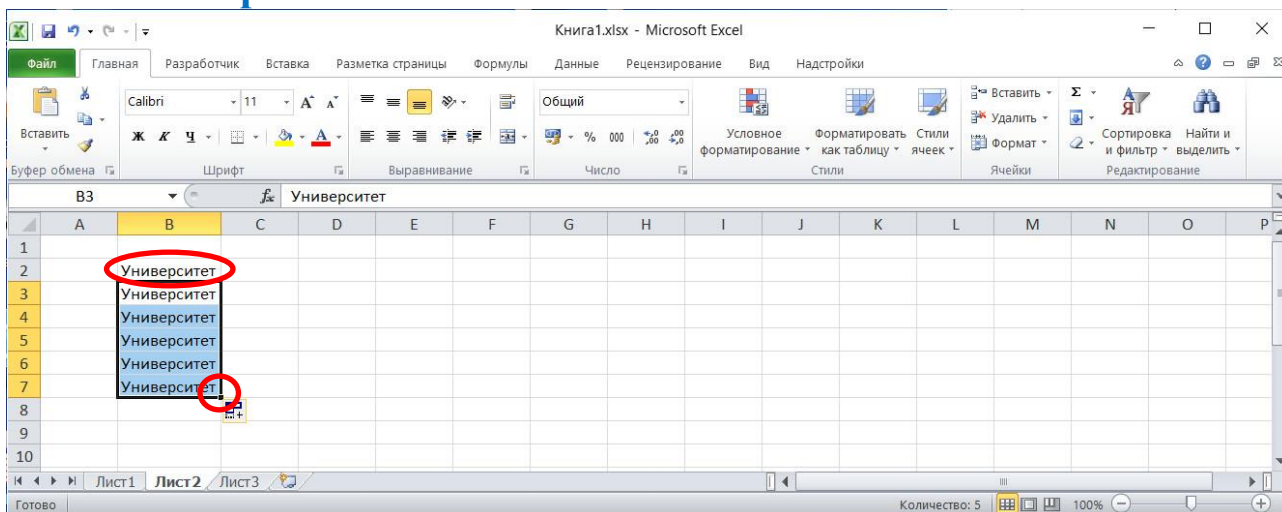 Книга1.xlsx - Microsoft Excel
Файл Главная Разработчик Вставка Разметка страницы Формулы Данные Рецензирование Вид Надстройки
Вставить
Буфер обмена
Calibri 11
Ж К Ч
Шрифт
Выравнивание
Общий
% 000
Число
Условное форматирование
Форматировать как таблицу
Стили ячеек
Стили
Вставить
Удалить
Формат
Ячейки
Σ
Сортировка и фильтр
Найти и выделить
Редактирование
B3 fx Университет
A B C D E F G H I J K L M N O P
1
2 Университет
3 Университет
4 Университет
5 Университет
6 Университет
7 Университет
8
9
10
Лист1 Лист2 Лист3
Готово Количество: 5 100%